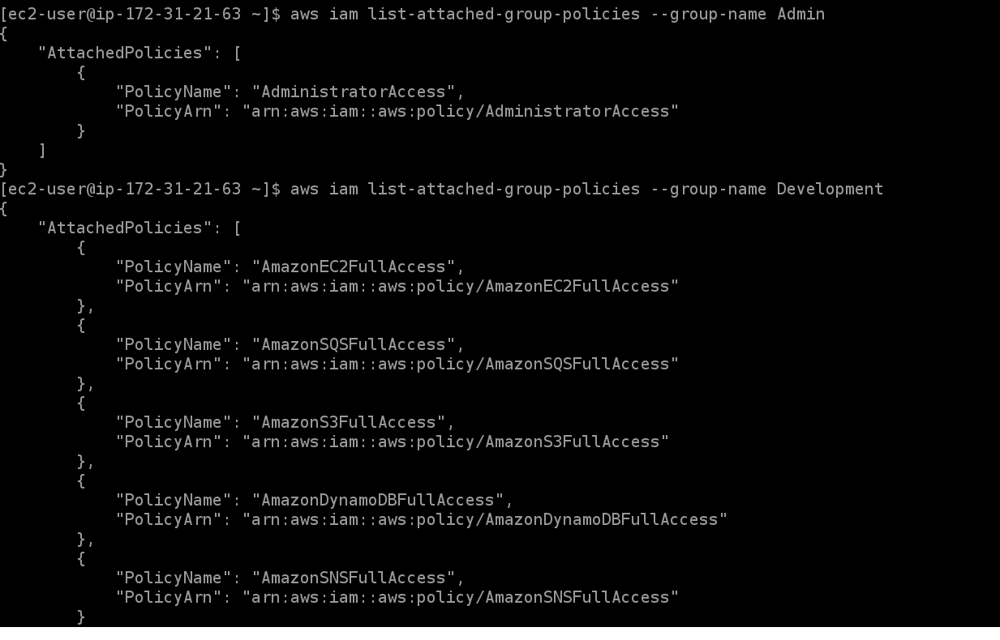 [ec2-user@ip-172-31-21-63 ~]$ aws iam list-attached-group-policies --group-name Admin
{
    "AttachedPolicies": [
        {
            "PolicyName": "AdministratorAccess",
            "PolicyArn": "arn:aws:iam::aws:policy/AdministratorAccess"
        }
    ]
}
[ec2-user@ip-172-31-21-63 ~]$ aws iam list-attached-group-policies --group-name Development
{
    "AttachedPolicies": [
        {
            "PolicyName": "AmazonEC2FullAccess",
            "PolicyArn": "arn:aws:iam::aws:policy/AmazonEC2FullAccess"
        },
        {
            "PolicyName": "AmazonSQSFullAccess",
            "PolicyArn": "arn:aws:iam::aws:policy/AmazonSQSFullAccess"
        },
        {
            "PolicyName": "AmazonS3FullAccess",
            "PolicyArn": "arn:aws:iam::aws:policy/AmazonS3FullAccess"
        },
        {
            "PolicyName": "AmazonDynamoDBFullAccess",
            "PolicyArn": "arn:aws:iam::aws:policy/AmazonDynamoDBFullAccess"
        },
        {
            "PolicyName": "AmazonSNSFullAccess",
            "PolicyArn": "arn:aws:iam::aws:policy/AmazonSNSFullAccess"
        }